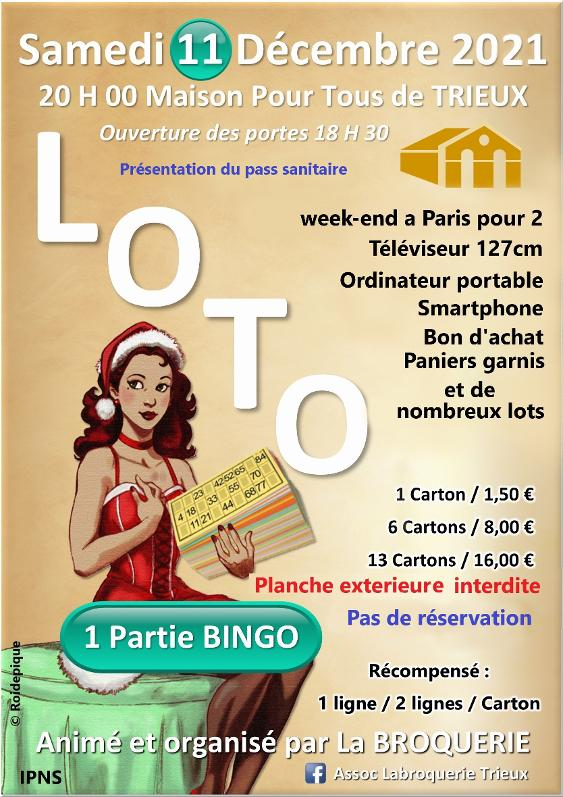 Samedi 11 Décembre 2021
20 H 00 Maison Pour Tous de TRIEUX
Ouverture des portes 18 H 30
Présentation du pass sanitaire
LOTO
week-end a Paris pour 2
Téléviseur 127cm
Ordinateur portable
Smartphone
Bon d'achat
Paniers garnis
et de
nombreux lots
1 Carton / 1,50 €
6 Cartons / 8,00 €
13 Cartons / 16,00 €
Planche exterieure interdite
Pas de réservation
1 Partie BINGO
Récompensé :
1 ligne / 2 lignes / Carton
© Roidepique
Animé et organisé par La BROQUERIE
IPNS
f Assoc Labroquerie Trieux